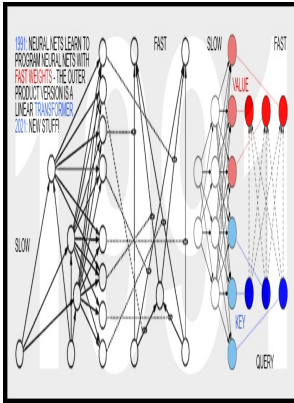 1991: NEURAL NETS LEARN TO
PROGRAM NEURAL NETS WITH
FAST WEIGHTS - THE OUTER
PRODUCT VERSION IS A
LINEAR TRANSFORMER
2021: NEW STUFF!
FAST
SLOW
FAST
VALUE
SLOW
KEY
QUERY
1991